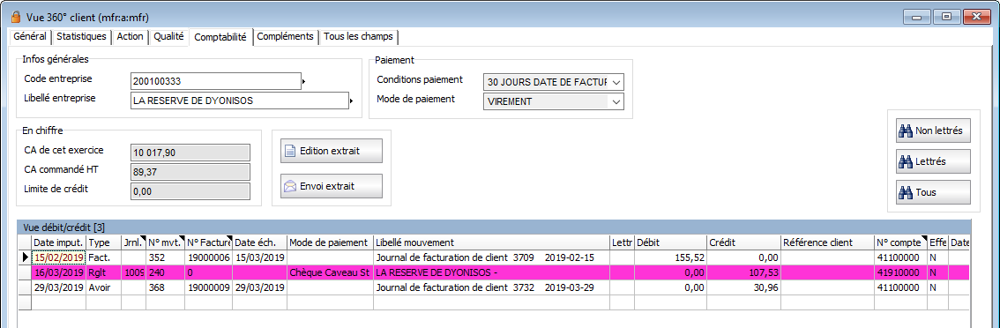 Vue 360° client (mfr:a:mfr)
Général Statistiques Action Qualité Comptabilité Compléments Tous les champs
Infos générales
Code entreprise 200100333
Libellé entreprise LA RESERVE DE DYONISOS
Paiement
Conditions paiement 30 JOURS DATE DE FACTUR
Mode de paiement VIREMENT
En chiffre
CA de cet exercice 10 017,90
CA commandé HT 89,37
Limite de crédit 0,00
Edition extrait
Envoi extrait
Non lettrés
Lettrés
Tous
Vue débit/crédit [3]
Date imput. Type Jrnl. N° mvt. N° Facture Date éch. Mode de paiement Libellé mouvement Lettr Débit Crédit Référence client N° compte Effe Date
15/02/2019 Fact. 352 19000006 15/03/2019 Journal de facturation de client 3709 2019-02-15 155,52 0,00 41100000 N
16/03/2019 Rglt 1009 240 0 Chèque Caveau St LA RESERVE DE DYONISOS - 0,00 107,53 41910000 N
29/03/2019 Avoir 368 19000009 29/03/2019 Journal de facturation de client 3732 2019-03-29 0,00 30,96 41100000 N